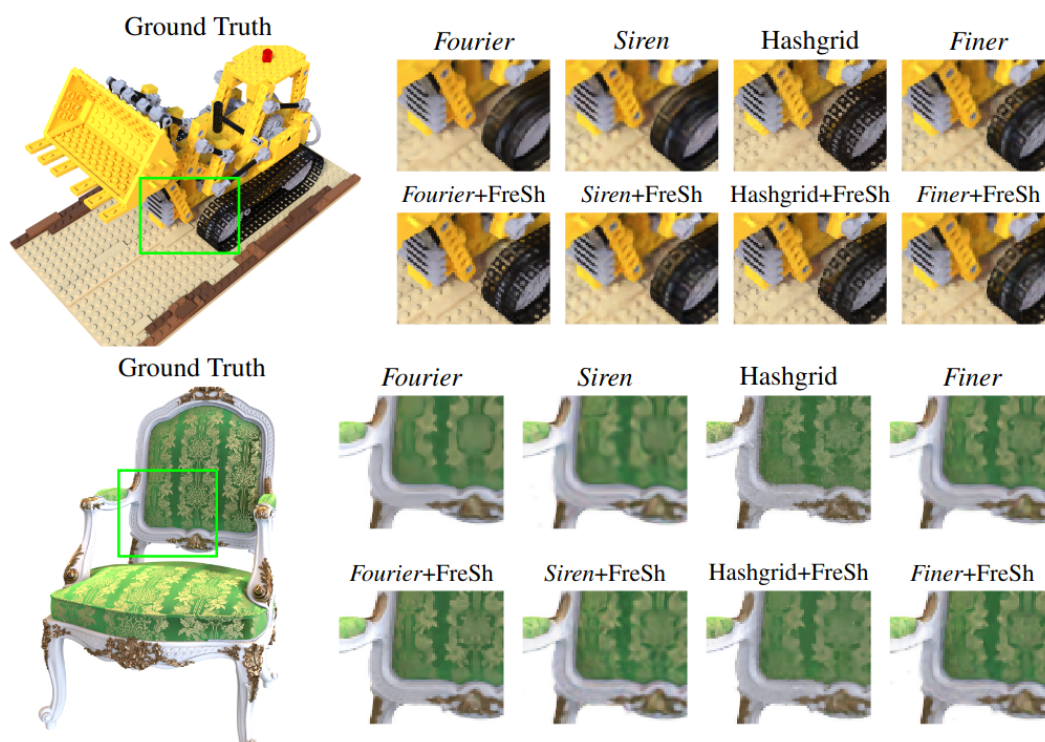 Ground Truth
Fourier Siren Hashgrid Finer
Fourier+FreSh Siren+FreSh Hashgrid+FreSh Finer+FreSh
Ground Truth
Fourier Siren Hashgrid Finer
Fourier+FreSh Siren+FreSh Hashgrid+FreSh Finer+FreSh